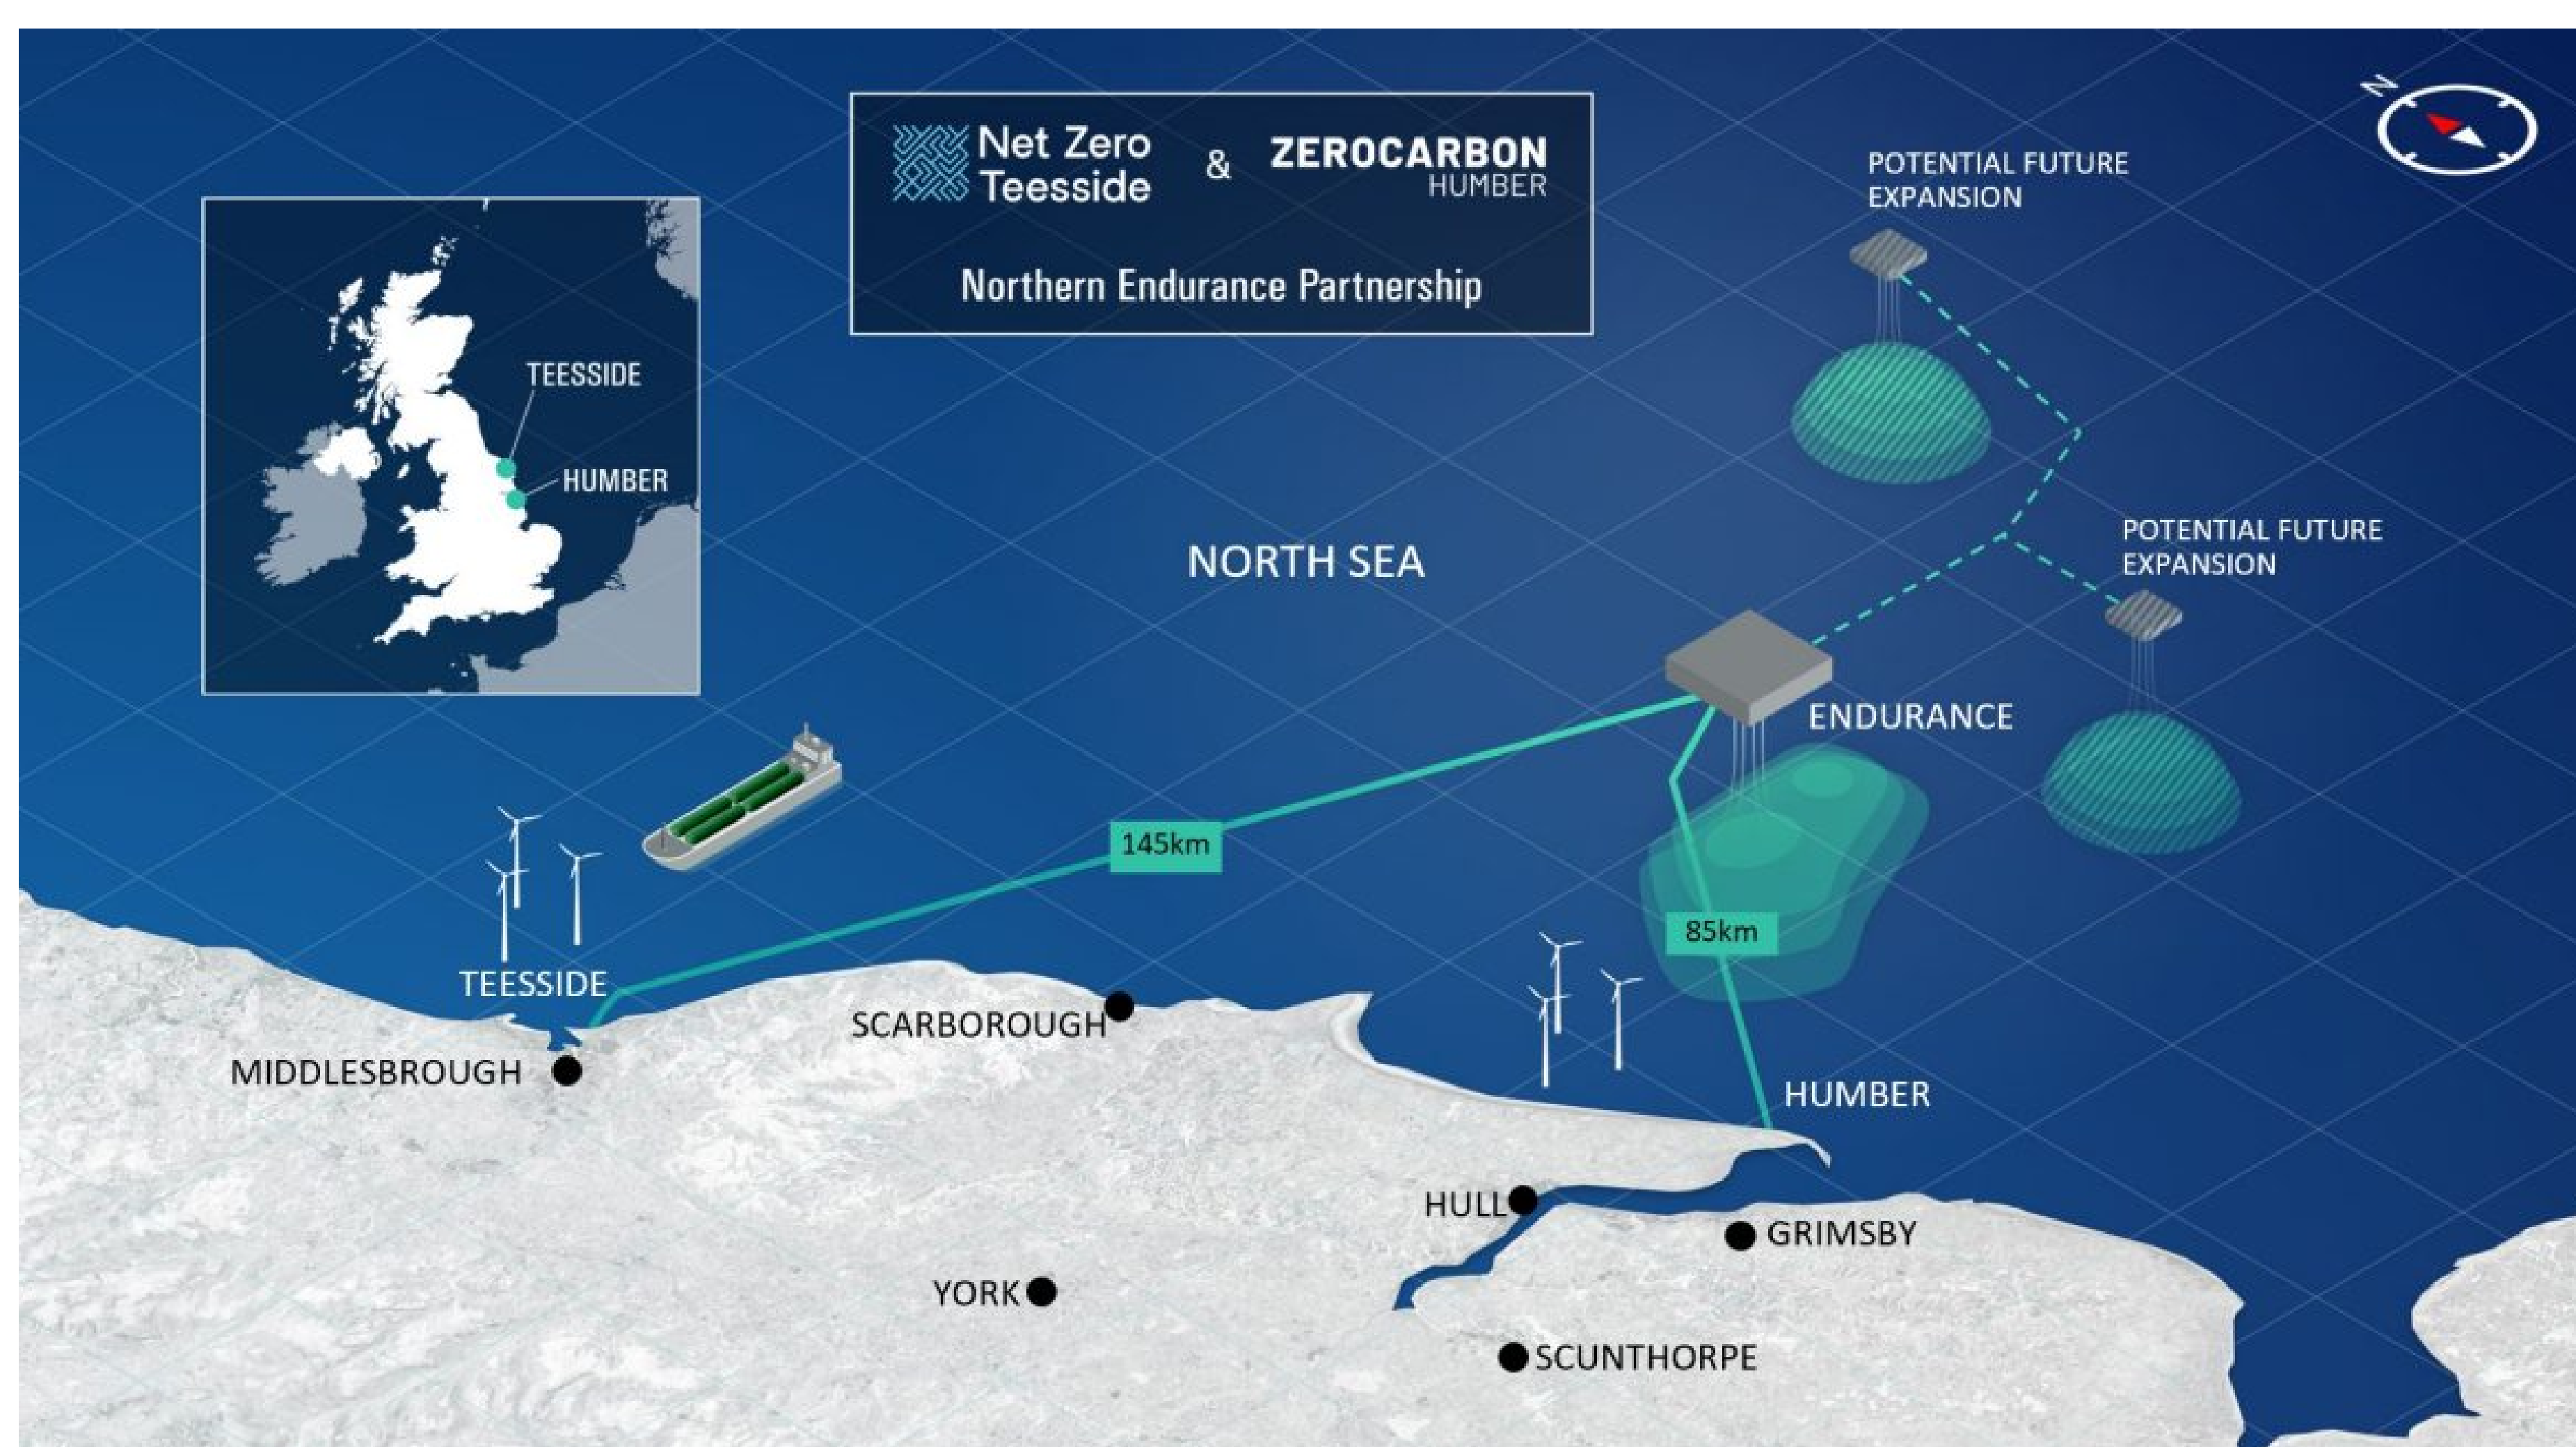 Net Zero
Teesside
&
ZEROCARBON
HUMBER
Northern Endurance Partnership
N
POTENTIAL FUTURE
EXPANSION
TEESSIDE
HUMBER
NORTH SEA
POTENTIAL FUTURE
EXPANSION
ENDURANCE
145km
85km
TEESSIDE
SCARBOROUGH
MIDDLESBROUGH
HUMBER
HULL
GRIMSBY
YORK
SCUNTHORPE